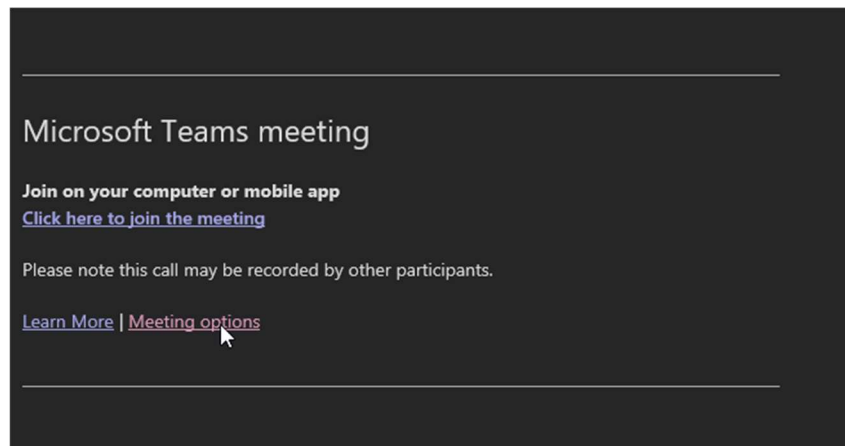 Microsoft Teams meeting
Join on your computer or mobile app
Click here to join the meeting
Please note this call may be recorded by other participants.
Learn More | Meeting options